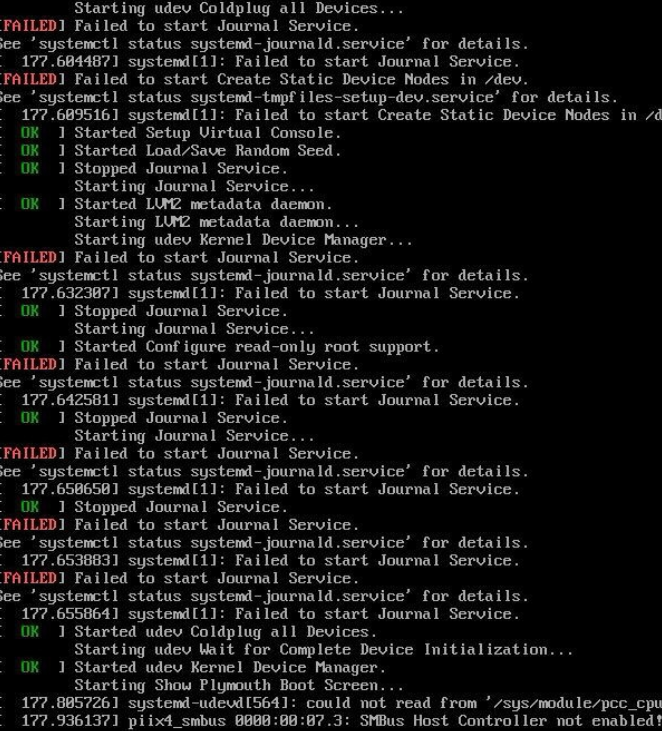 Starting udev Coldplug all Devices...
[FAILED] Failed to start Journal Service.
See 'systemctl status systemd-journald.service' for details.
[  177.604487] systemd[1]: Failed to start Journal Service.
[FAILED] Failed to start Create Static Device Nodes in /dev.
See 'systemctl status systemd-tmpfiles-setup-dev.service' for details.
[  177.609516] systemd[1]: Failed to start Create Static Device Nodes in /d
[  OK  ] Started Setup Virtual Console.
[  OK  ] Started Load/Save Random Seed.
[  OK  ] Stopped Journal Service.
Starting Journal Service...
[  OK  ] Started LVM2 metadata daemon.
Starting LVM2 metadata daemon...
Starting udev Kernel Device Manager...
[FAILED] Failed to start Journal Service.
See 'systemctl status systemd-journald.service' for details.
[  177.632307] systemd[1]: Failed to start Journal Service.
[  OK  ] Stopped Journal Service.
Starting Journal Service...
[  OK  ] Started Configure read-only root support.
[FAILED] Failed to start Journal Service.
See 'systemctl status systemd-journald.service' for details.
[  177.642581] systemd[1]: Failed to start Journal Service.
[  OK  ] Stopped Journal Service.
Starting Journal Service...
[FAILED] Failed to start Journal Service.
See 'systemctl status systemd-journald.service' for details.
[  177.650650] systemd[1]: Failed to start Journal Service.
[  OK  ] Stopped Journal Service.
[FAILED] Failed to start Journal Service.
See 'systemctl status systemd-journald.service' for details.
[  177.653883] systemd[1]: Failed to start Journal Service.
[FAILED] Failed to start Journal Service.
See 'systemctl status systemd-journald.service' for details.
[  177.655864] systemd[1]: Failed to start Journal Service.
[  OK  ] Started udev Coldplug all Devices.
Starting udev Wait for Complete Device Initialization...
[  OK  ] Started udev Kernel Device Manager.
Starting Show Plymouth Boot Screen...
[  177.805726] systemd-udevd[564]: could not read from '/sys/module/pcc_cpu
[  177.936137] piix4_smbus 0000:00:07.3: SMBus Host Controller not enabled!